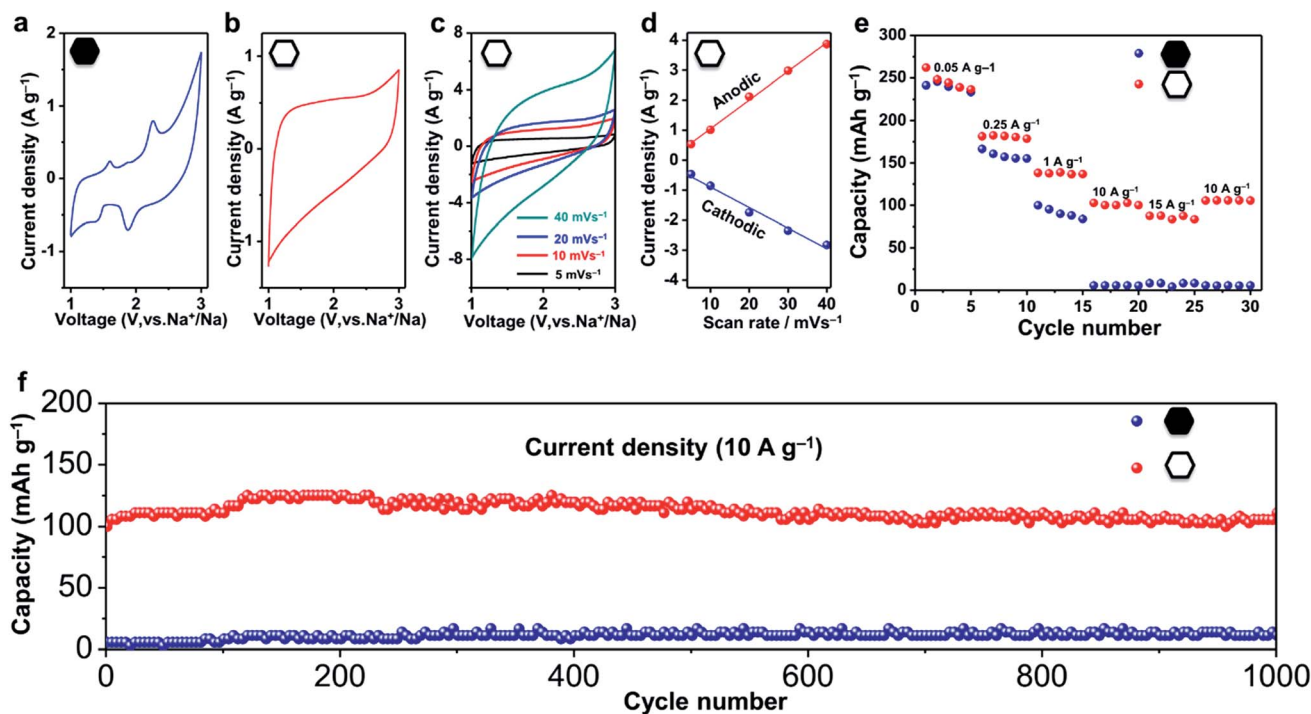 a
2
1
0
-1
Current density (A g⁻¹)
1
2
3
Voltage (V,vs.Na⁺/Na)
b
1
0
1
Current density (A g⁻¹)
1
2
3
Voltage (V,vs.Na⁺/Na)
c
8
4
0
-4
-8
Current density (A g⁻¹)
40 mVs⁻¹
20 mVs⁻¹
10 mVs⁻¹
5 mVs⁻¹
1
2
3
Voltage (V,vs.Na⁺/Na)
d
4
3
2
1
0
-1
-2
-3
-4
Current density (A g⁻¹)
Anodic
Cathodic
10
20
30
40
Scan rate / mVs⁻¹
e
300
250
200
150
100
50
0
Capacity (mAh g⁻¹)
0.05 A g–1
0.25 A g⁻¹
1 A g⁻¹
10 A g⁻¹
15 A g⁻¹
10 A g⁻¹
0
5
10
15
20
25
30
Cycle number
f
200
150
100
50
0
Capacity (mAh g⁻¹)
Current density (10 A g⁻¹)
0
200
400
600
800
1000
Cycle number